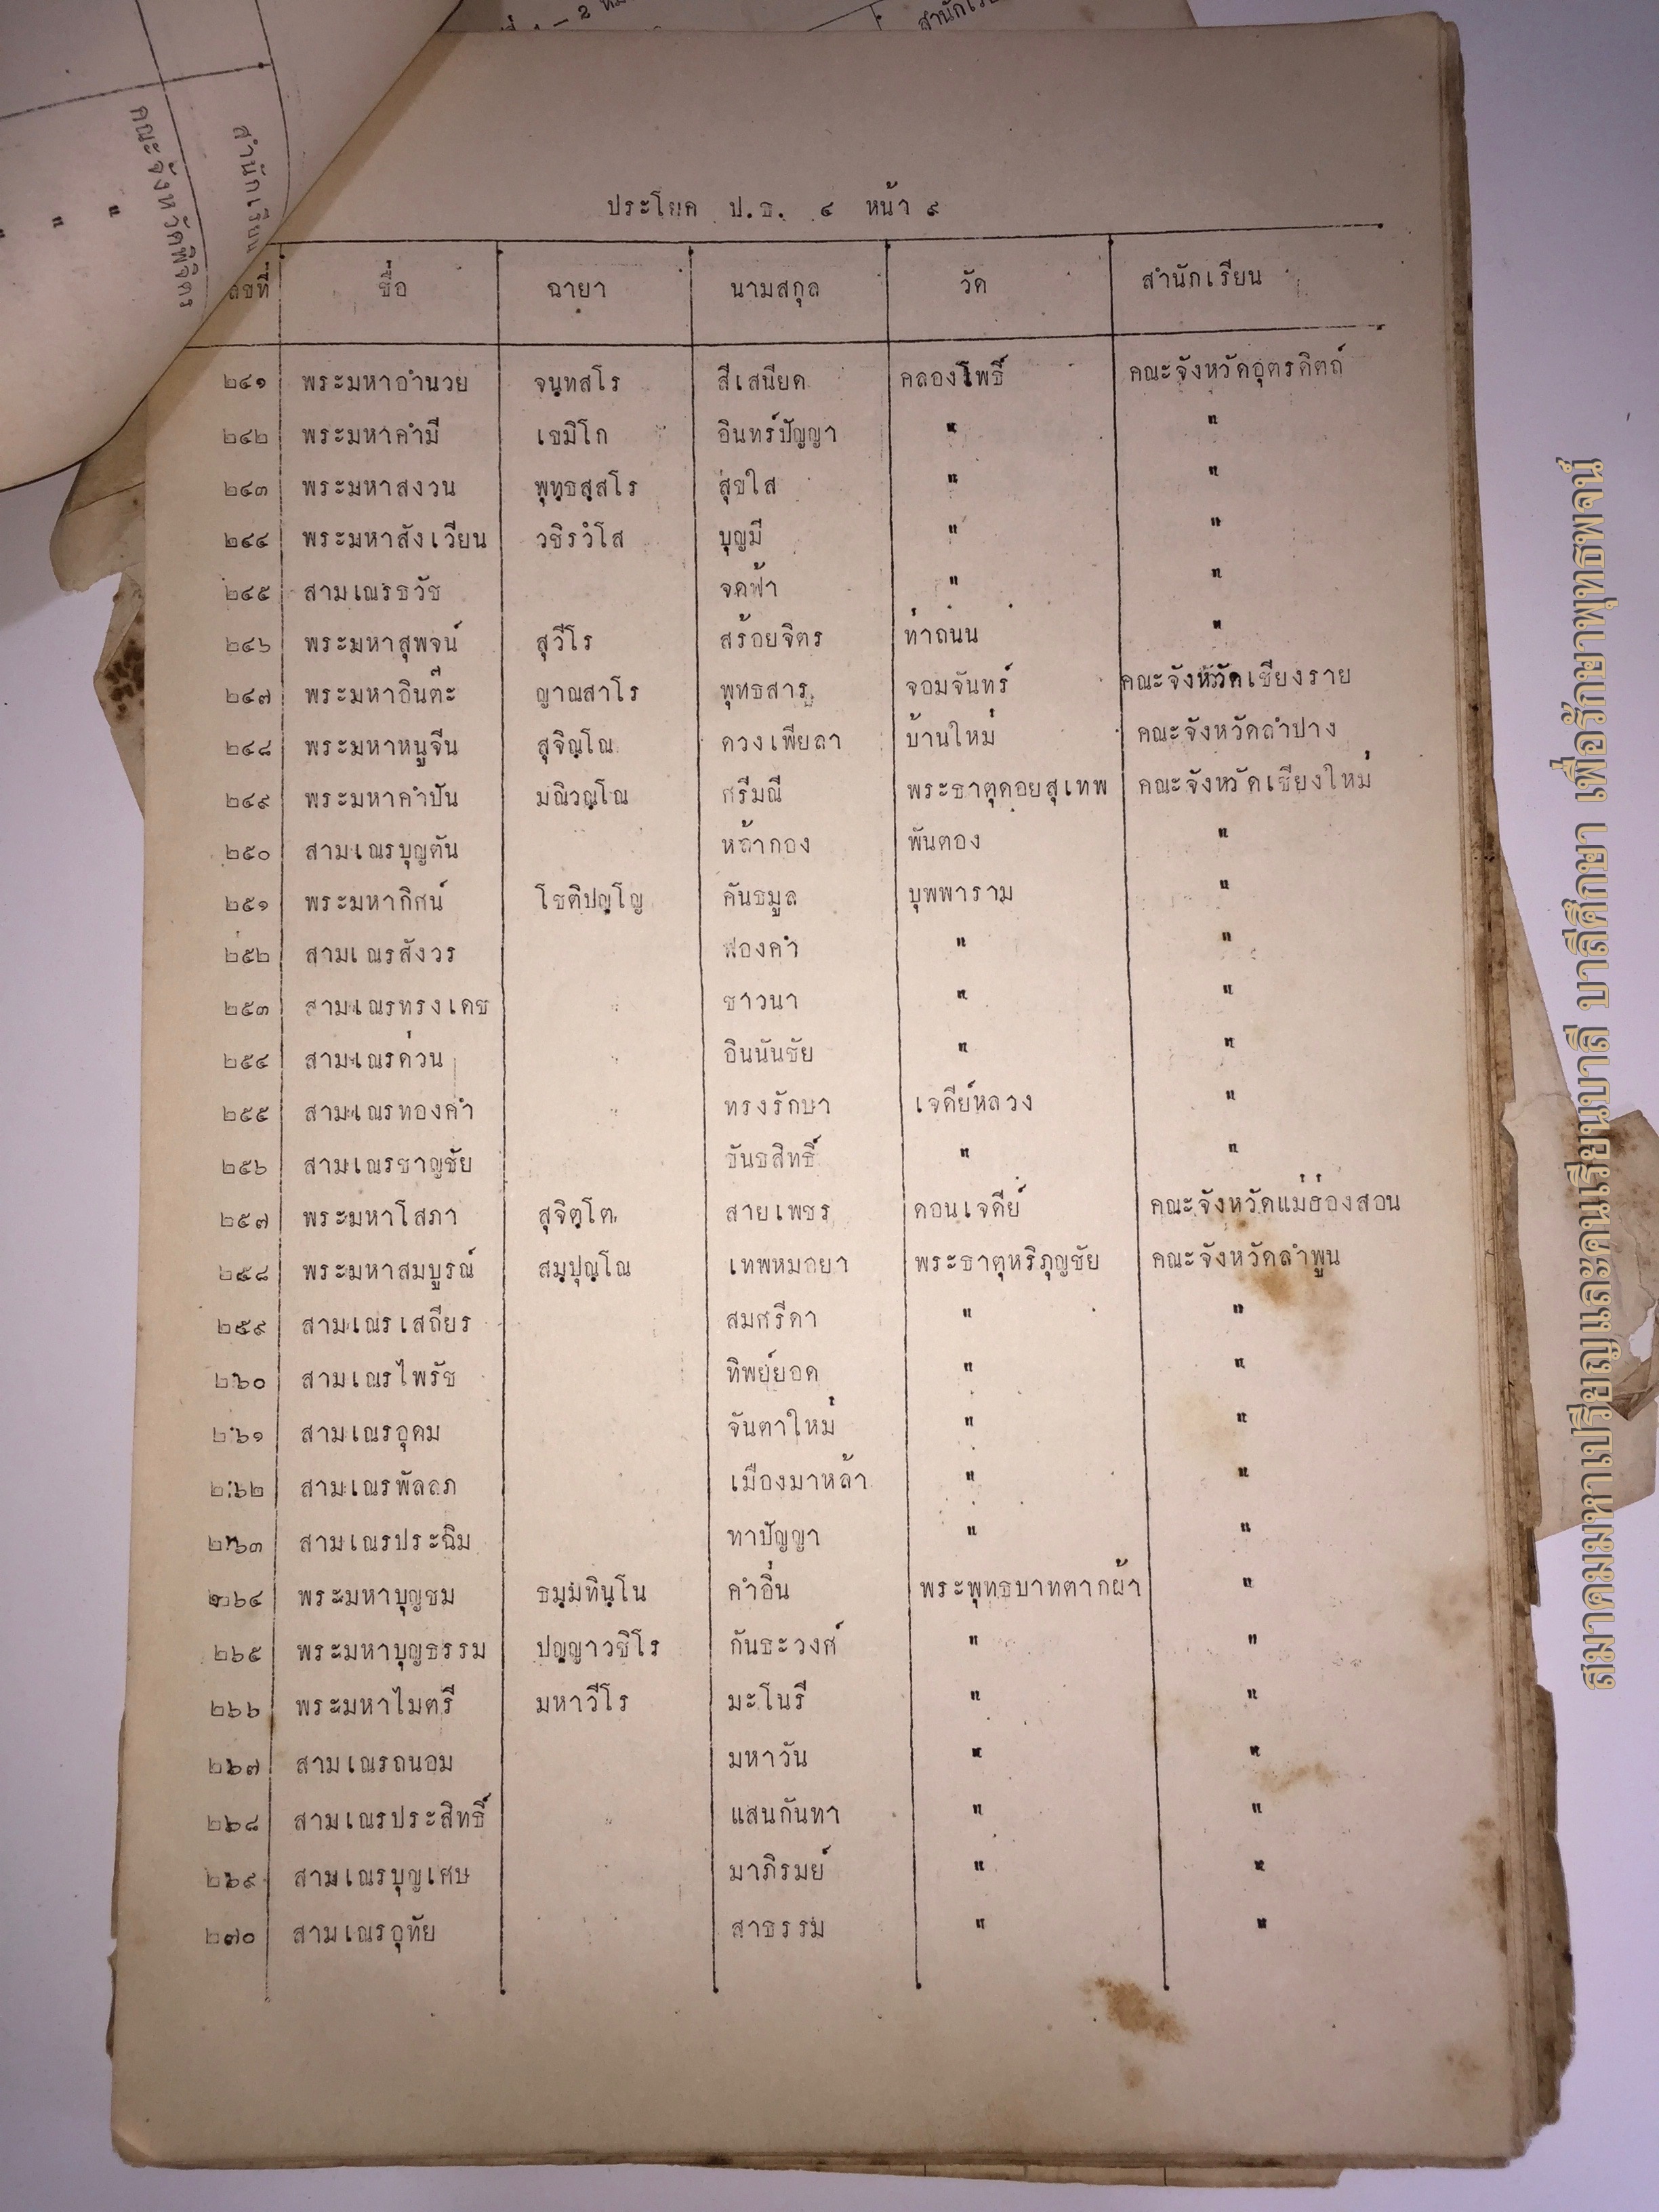 ประโยค ป.ธ. ๔ หน้า ๙
ลขที่ ชื่อ ฉายา นามสกุล วัด สำนักเรียน
๒๔๑ พระมหาอำนวย จนฺทสโร สีเสนียด คลองโพธิ์ คณะจังหวัดอุตรดิตถ์
๒๔๒ พระมหาคำมี เขมิโก อินทร์ปัญญา " "
๒๔๓ พระมหาสงวน พุทฺธสฺสโร สุขใส " "
๒๔๔ พระมหาสังเวียน วชิรวํโส บุญมี " "
๒๔๕ สามเณรธวัช จดฟ้า " "
๒๔๖ พระมหาสุพจน์ สุวีโร สร้อยจิตร ท่าถนน "
๒๔๗ พระมหาอินต๊ะ ญาณสาโร พุทธสาร จอมจันทร์ คณะจังหวัดเชียงราย
๒๔๘ พระมหาหนูจีน สุจิณฺโณ ดวงเพียลา บ้านใหม่ คณะจังหวัดลำปาง
๒๔๙ พระมหาคำปัน มณิวณฺโณ ศรีมณี พระธาตุดอยสุเทพ คณะจังหวัดเชียงใหม่
๒๕๐ สามเณรบุญตัน หล้ากอง พันตอง "
๒๕๑ พระมหากิศน์ โชติปญฺโญ คันธมูล บุพพาราม "
๒๕๒ สามเณรสังวร ฟองคำ " "
๒๕๓ สามเณรทรงเดช ชาวนา " "
๒๕๔ สามเณรด่วน อินนันชัย " "
๒๕๕ สามเณรทองคำ ทรงรักษา เจดีย์หลวง "
๒๕๖ สามเณรชาญชัย ขันธสิทธิ์ " "
๒๕๗ พระมหาโสภา สุจิตฺโต สายเพชร ดอนเจดีย์ คณะจังหวัดแม่ฮ่องสอน
๒๕๘ พระมหาสมบูรณ์ สมฺปุณฺโณ เทพหมอยา พระธาตุหริภุญชัย คณะจังหวัดลำพูน
๒๕๙ สามเณรเสถียร สมศรีดา " "
๒๖๐ สามเณรไพรัช ทิพย์ยอด " "
๒๖๑ สามเณรอุดม จันตาใหม่ " "
๒๖๒ สามเณรพัลลภ เมืองมาหล้า " "
๒๖๓ สามเณรประฉิม ทาปัญญา " "
๒๖๔ พระมหาบุญชม ธมฺมทินฺโน คำอื่น พระพุทธบาทตากผ้า "
๒๖๕ พระมหาบุญธรรม ปญฺญาวชิโร กันธะวงศ์ " "
๒๖๖ พระมหาไมตรี มหาวีโร มะโนรี " "
๒๖๗ สามเณรถนอม มหาวัน " "
๒๖๘ สามเณรประสิทธิ์ แสนกันทา " "
๒๖๙ สามเณรบุญเศษ มาภิรมย์ " "
๒๗๐ สามเณรอุทัย สาธรรม " "
สำนักเรียน
คณะจังหวัดพิจิตร
"
"
สมาคมมหาเปรียญและคนเรียนบาลี บาลีศึกษา เพื่อรักษาพุทธพจน์